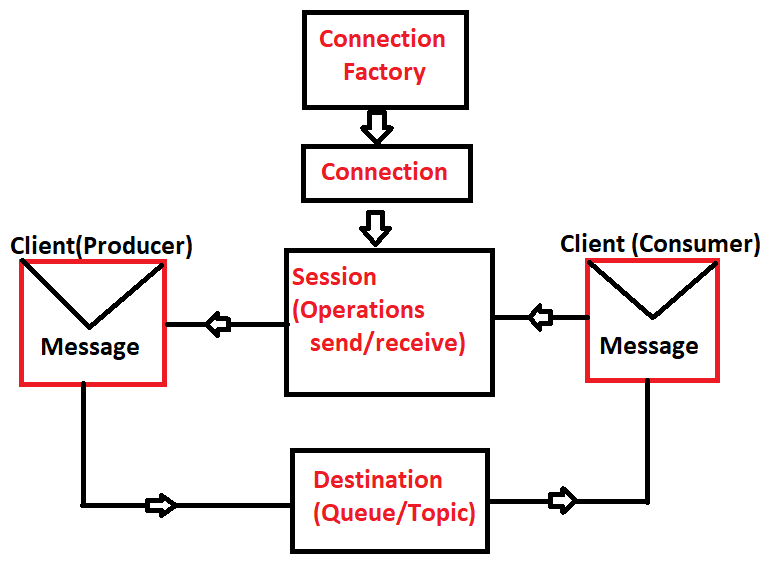 Connection
Factory
Connection
Client(Producer)
Client (Consumer)
Session
(Operations
send/receive)
Message
Message
Destination
(Queue/Topic)